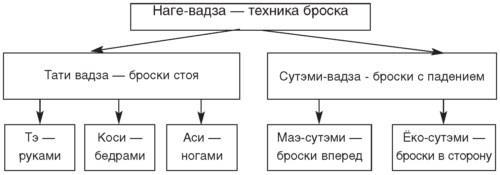 Наге-вадза — техника броска
Тати вадза — броски стоя
Сутэми-вадза - броски с падением
Тэ —
руками
Коси —
бедрами
Аси —
ногами
Маэ-сутэми —
броски вперед
Ёко-сутэми —
броски в сторону